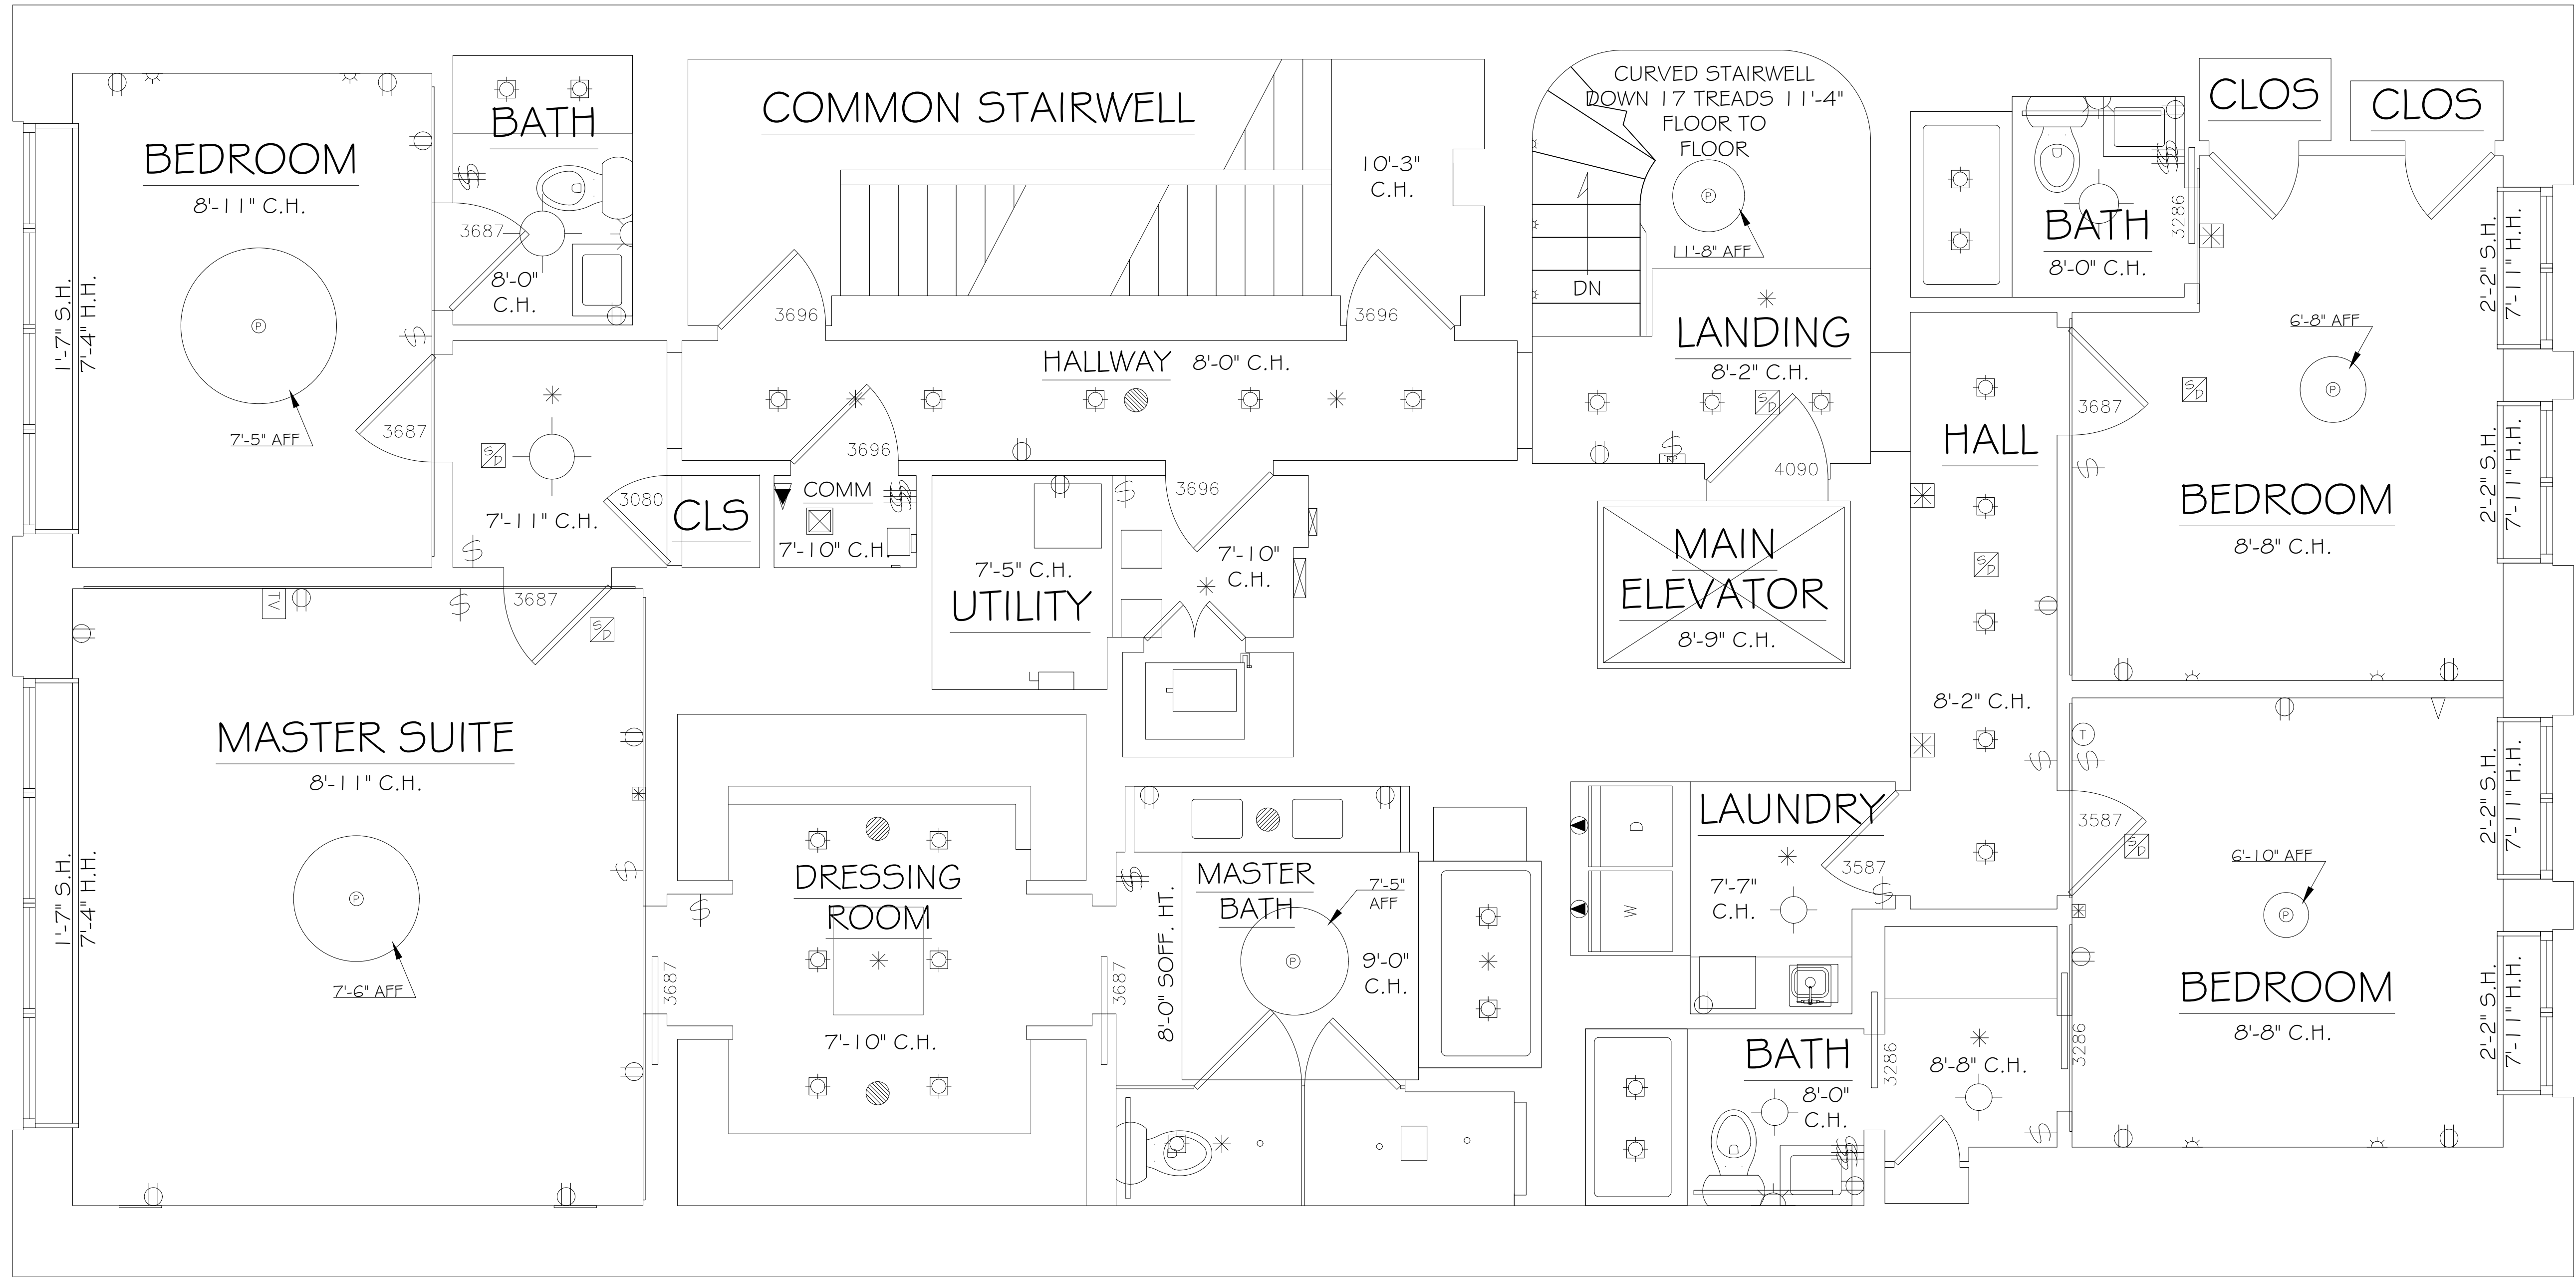 BEDROOM
8'-11" C.H.
7'-5" AFF
1'-7" S.H.
7'-4" H.H.
3687
BATH
3687
8'-0"
C.H.
COMMON STAIRWELL
10'-3"
C.H.
3696
3696
HALLWAY 8'-0" C.H.
3696
CURVED STAIRWELL
DOWN 17 TREADS 11'-4"
FLOOR TO
FLOOR
11'-8" AFF
DN
LANDING
8'-2" C.H.
S/D
KP
4090
MAIN
ELEVATOR
8'-9" C.H.
BATH
8'-0" C.H.
3286
CLOS
CLOS
2'-2" S.H.
7'-11" H.H.
6'-8" AFF
S/D
3687
BEDROOM
8'-8" C.H.
2'-2" S.H.
7'-11" H.H.
HALL
S/D
8'-2" C.H.
S/D
7'-11" C.H.
3080
CLS
COMM
7'-10" C.H.
7'-5" C.H.
UTILITY
3696
7'-10"
C.H.
3687
S/D
TV
MASTER SUITE
8'-11" C.H.
7'-6" AFF
1'-7" S.H.
7'-4" H.H.
3687
DRESSING
ROOM
7'-10" C.H.
3687
8'-0" SOFF. HT.
MASTER
BATH
7'-5"
AFF
9'-0"
C.H.
D
W
LAUNDRY
7'-7"
C.H.
3587
BATH
8'-0"
C.H.
3286
8'-8" C.H.
3286
T
3587
S/D
6'-10" AFF
BEDROOM
8'-8" C.H.
2'-2" S.H.
7'-11" H.H.
2'-2" S.H.
7'-11" H.H.
P
P
P
P
P
P